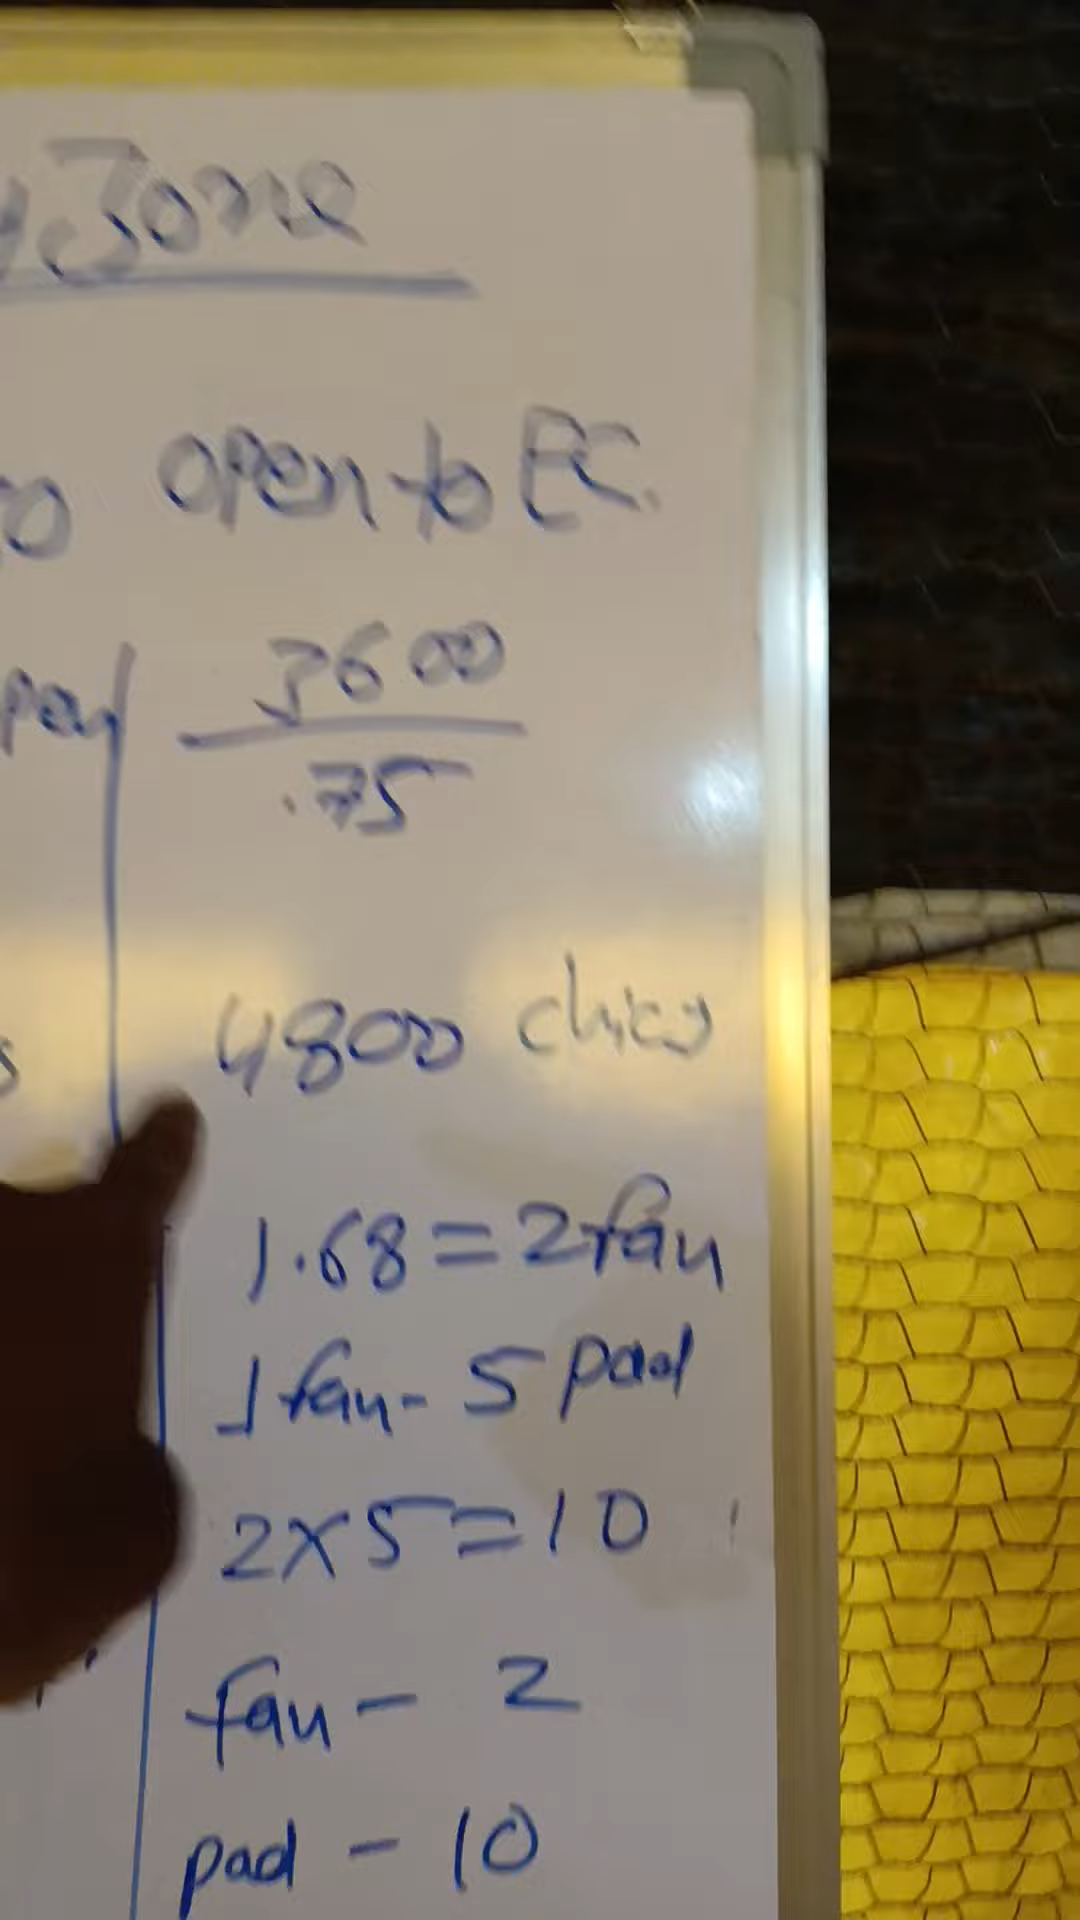 Zone
open to EC.
3600
.75
4800 chics
1.68 = 2 fan
1 fan - 5 pad
2 x 5 = 10
fan - 2
pad - 10